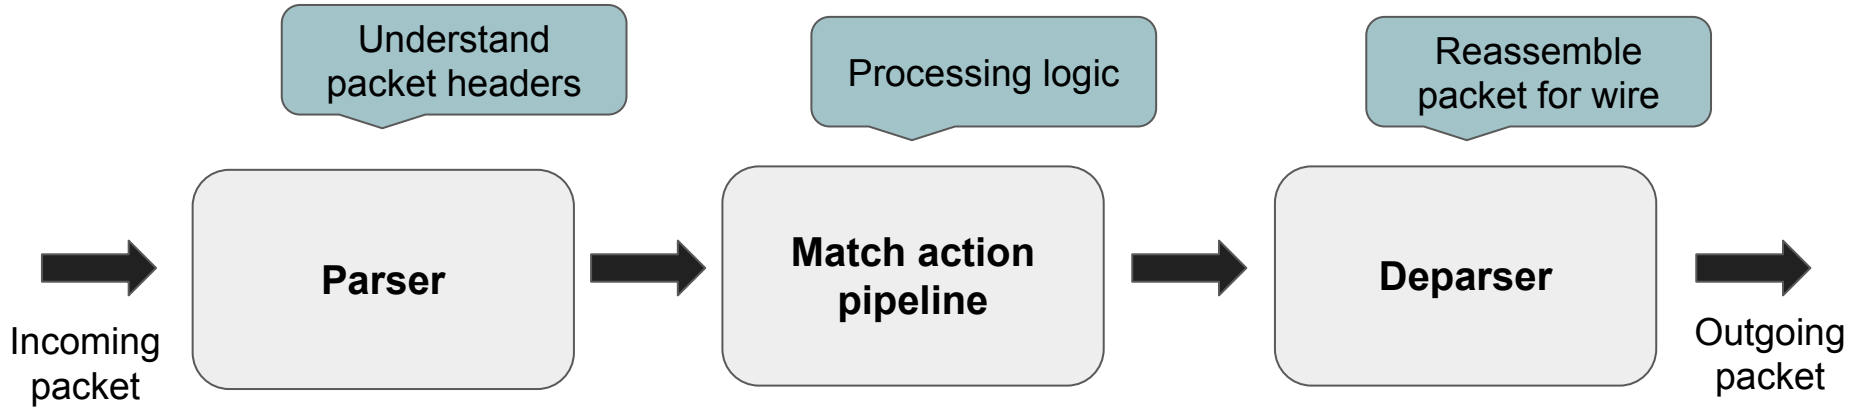 Understand
packet headers
Processing logic
Reassemble
packet for wire
Parser
Match action
pipeline
Deparser
Incoming
packet
Outgoing
packet